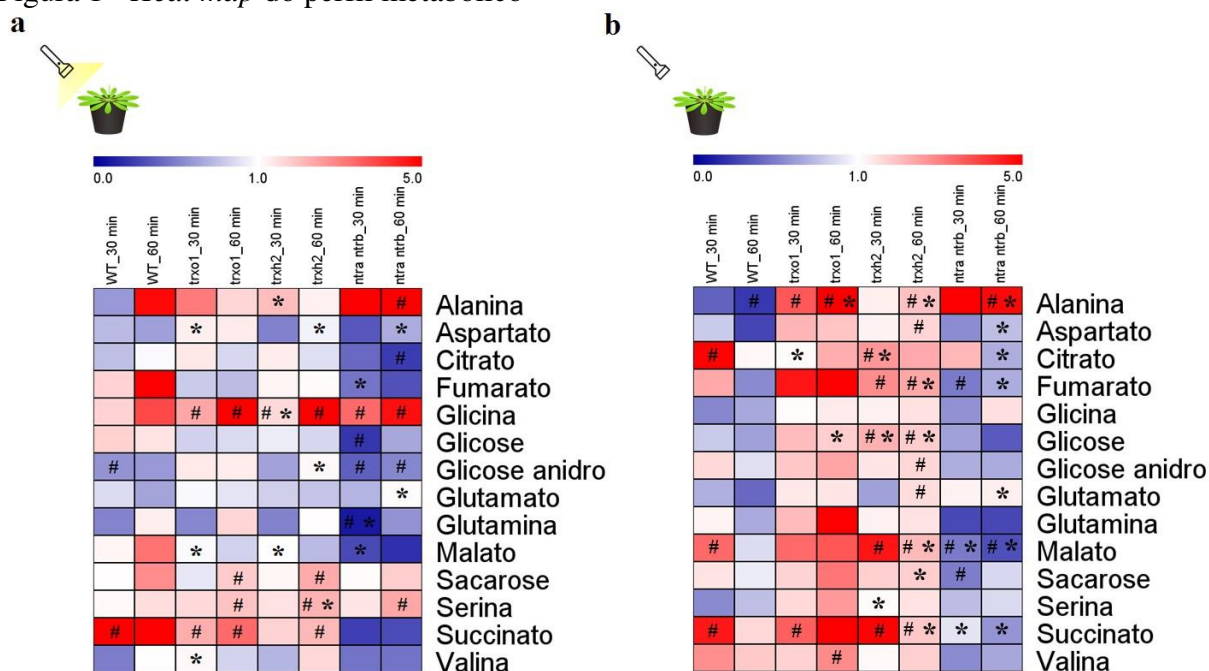 Figura 1 - Heat map do perfil metabólico
a
0.0 1.0 5.0
WT_30 min
WT_60 min
trxo1_30 min
trxo1_60 min
trxh2_30 min
trxh2_60 min
ntra ntrb_30 min
ntra ntrb_60 min
* # Alanina
* * * Aspartato
# Citrato
* Fumarato
# # # * # # # Glicina
# Glicose
# * # # Glicose anidro
* Glutamato
# * Glutamina
* * * Malato
# # Sacarose
# # * # Serina
# # # # Succinato
* Valina
b
0.0 1.0 5.0
WT_30 min
WT_60 min
trxo1_30 min
trxo1_60 min
trxh2_30 min
trxh2_60 min
ntra ntrb_30 min
ntra ntrb_60 min
# # # * # * # * Alanina
# * Aspartato
# * # * * Citrato
# # * # * Fumarato
Glicina
* # * # * Glicose
# Glicose anidro
# * Glutamato
Glutamina
# # # * # * # * Malato
* # Sacarose
* Serina
# # # # * * * Succinato
# Valina